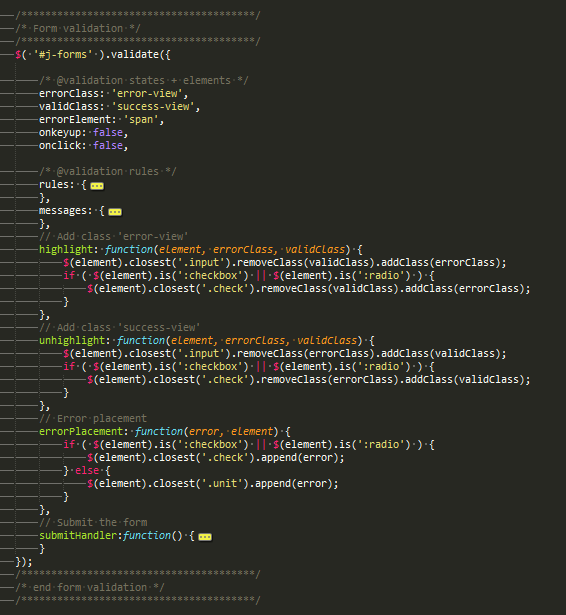 /***************************************/
/* Form validation */
/***************************************/
$( '#j-forms' ).validate({
/* @validation states + elements */
errorClass: 'error-view',
validClass: 'success-view',
errorElement: 'span',
onkeyup: false,
onclick: false,
/* @validation rules */
rules: {
},
messages: {
},
// Add class 'error-view'
highlight: function(element, errorClass, validClass) {
$(element).closest('.input').removeClass(validClass).addClass(errorClass);
if ( $(element).is(':checkbox') || $(element).is(':radio') ) {
$(element).closest('.check').removeClass(validClass).addClass(errorClass);
}
},
// Add class 'success-view'
unhighlight: function(element, errorClass, validClass) {
$(element).closest('.input').removeClass(errorClass).addClass(validClass);
if ( $(element).is(':checkbox') || $(element).is(':radio') ) {
$(element).closest('.check').removeClass(errorClass).addClass(validClass);
}
},
// Error placement
errorPlacement: function(error, element) {
if ( $(element).is(':checkbox') || $(element).is(':radio') ) {
$(element).closest('.check').append(error);
} else {
$(element).closest('.unit').append(error);
}
},
// Submit the form
submitHandler:function() {
}
});
/***************************************/
/* end form validation */
/***************************************/